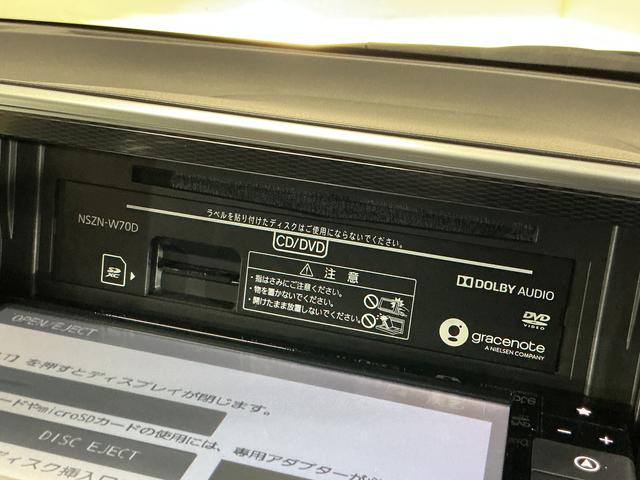 ラベルを貼り付けたディスクはご使用にならないでください。
NSZN-W70D
CD/DVD
注 意
・指はさみにご注意ください。
・物を置かないでください。
・開けたまま放置しないでください。
DOLBY AUDIO
DVD
VIDEO
gracenote
A NIELSEN COMPANY
OPEN/EJECT
を押すとディスプレイが閉じます。
ードやmicroSDカードの使用には、専用アダプターが
DISC EJECT
ディスク挿入口